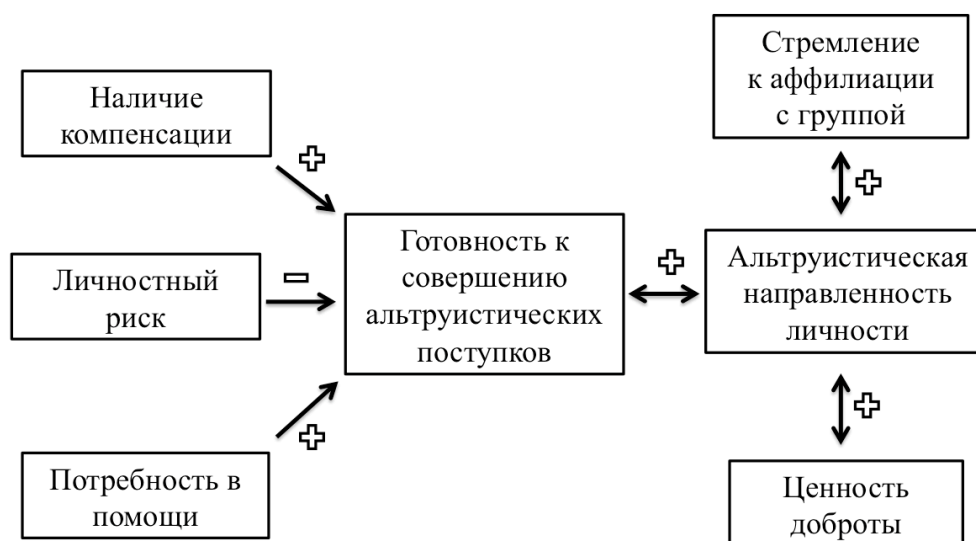 Наличие
компенсации
Личностный
риск
Потребность в
помощи
Готовность к
совершению
альтруистических
поступков
Стремление
к аффилиации
с группой
Альтруистическая
направленность
личности
Ценность
доброты